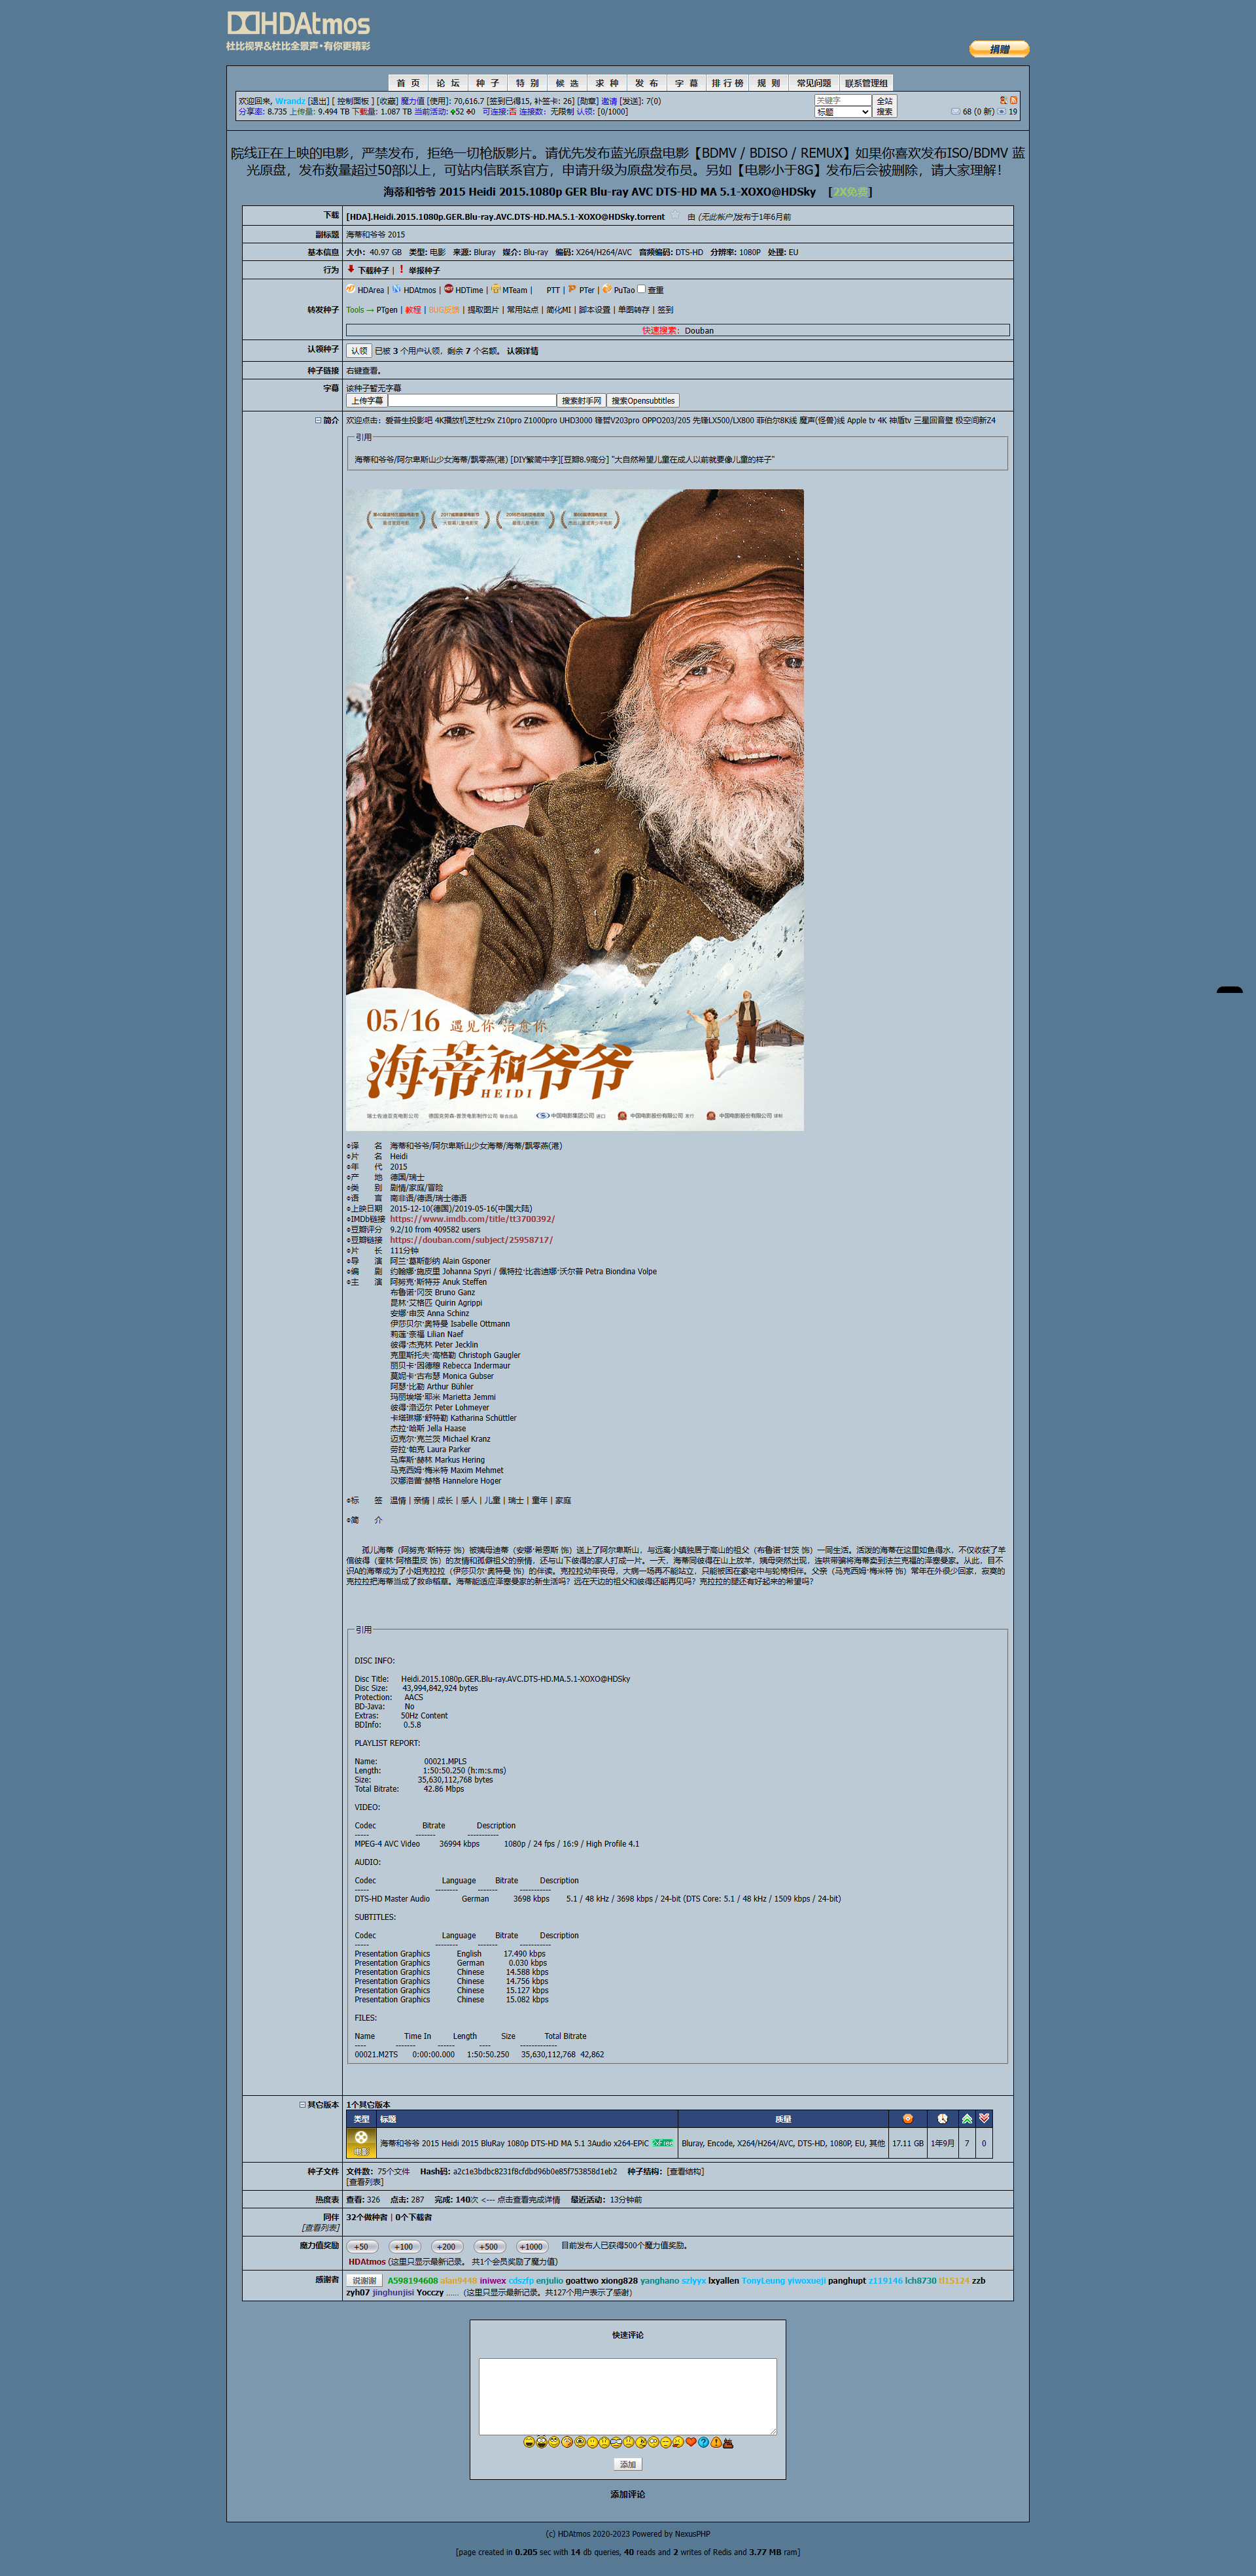 HDAtmos
杜比视界&杜比全景声·有你更精彩
捐赠
首 页 论 坛 种 子 特 别 候 选 求 种 发 布 字 幕 排 行 榜 规 则 常见问题 联系管理组
欢迎回来, Wrandz [退出] [ 控制面板 ] [收藏] 魔力值 [使用]: 70,616.7 [签到已得15, 补签卡: 26] [勋章] 邀请 [发送]: 7(0) 关键字 全站
分享率: 8.735 上传量: 9.494 TB 下载量: 1.087 TB 当前活动: 52 0 可连接:否 连接数: 无限制 认领: [0/1000] 标题 搜索 68 (0 新) 19
院线正在上映的电影，严禁发布，拒绝一切枪版影片。请优先发布蓝光原盘电影【BDMV / BDISO / REMUX】如果你喜欢发布ISO/BDMV 蓝
光原盘，发布数量超过50部以上，可站内信联系官方，申请升级为原盘发布员。另如【电影小于8G】发布后会被删除，请大家理解！
海蒂和爷爷 2015 Heidi 2015.1080p GER Blu-ray AVC DTS-HD MA 5.1-XOXO@HDSky [2X免费]
下载 [HDA].Heidi.2015.1080p.GER.Blu-ray.AVC.DTS-HD.MA.5.1-XOXO@HDSky.torrent 由 (无此帐户)发布于1年6月前
副标题 海蒂和爷爷 2015
基本信息 大小: 40.97 GB 类型: 电影 来源: Bluray 媒介: Blu-ray 编码: X264/H264/AVC 音频编码: DTS-HD 分辨率: 1080P 处理: EU
行为 下载种子 | 举报种子
HDArea | HDAtmos | HDTime | MTeam | PTT | PTer | PuTao 查重
转发种子 Tools → PTgen | 教程 | BUG反馈 | 提取图片 | 常用站点 | 简化MI | 脚本设置 | 单图转存 | 签到
快速搜索: Douban
认领种子 认领 已被 3 个用户认领，剩余 7 个名额。 认领详情
种子链接 右键查看。
字幕 该种子暂无字幕
上传字幕 搜索射手网 搜索Opensubtitles
简介 欢迎点击: 爱普生投影吧 4K播放机芝杜z9x Z10pro Z1000pro UHD3000 锋哲V203pro OPPO203/205 先锋LX500/LX800 菲伯尔8K线 魔声(怪兽)线 Apple tv 4K 神盾tv 三星回音壁 极空间新Z4
引用
海蒂和爷爷/阿尔卑斯山少女海蒂/飘零燕(港) [DIY繁简中字][豆瓣8.9高分] "大自然希望儿童在成人以前就要像儿童的样子"
05/16 遇见你 治愈你
海蒂和爷爷
HEIDI
中国电影集团公司 进口 中国电影股份有限公司 发行 中国电影股份有限公司 译制
◎译 名 海蒂和爷爷/阿尔卑斯山少女海蒂/海蒂/飘零燕(港)
◎片 名 Heidi
◎年 代 2015
◎产 地 德国/瑞士
◎类 别 剧情/家庭/冒险
◎语 言 南非语/德语/瑞士德语
◎上映日期 2015-12-10(德国)/2019-05-16(中国大陆)
◎IMDb链接 https://www.imdb.com/title/tt3700392/
◎豆瓣评分 9.2/10 from 409582 users
◎豆瓣链接 https://douban.com/subject/25958717/
◎片 长 111分钟
◎导 演 阿兰·葛斯彭纳 Alain Gsponer
◎编 剧 约翰娜·施皮里 Johanna Spyri / 佩特拉·比翁迪娜·沃尔普 Petra Biondina Volpe
◎主 演 阿努克·斯特芬 Anuk Steffen
布鲁诺·冈茨 Bruno Ganz
昆林·艾格匹 Quirin Agrippi
安娜·申茨 Anna Schinz
伊莎贝尔·奥特曼 Isabelle Ottmann
莉莲·奈福 Lilian Naef
彼得·杰克林 Peter Jecklin
克里斯托夫·高格勒 Christoph Gaugler
丽贝卡·因德穆 Rebecca Indermaur
莫妮卡·古布瑟 Monica Gubser
阿瑟·比勒 Arthur Bühler
玛丽埃塔·耶米 Marietta Jemmi
彼得·洛迈尔 Peter Lohmeyer
卡塔琳娜·舒特勒 Katharina Schüttler
杰拉·哈斯 Jella Haase
迈克尔·克兰茨 Michael Kranz
劳拉·帕克 Laura Parker
马库斯·赫林 Markus Hering
马克西姆·梅米特 Maxim Mehmet
汉娜洛蕾·赫格 Hannelore Hoger
◎标 签 温情 | 亲情 | 成长 | 感人 | 儿童 | 瑞士 | 童年 | 家庭
◎简 介
孤儿海蒂（阿努克·斯特芬 饰）被姨母迪蒂（安娜·希恩斯 饰）送上了阿尔卑斯山，与远离小镇独居于高山的祖父（布鲁诺·甘茨 饰）一同生活。活泼的海蒂在这里如鱼得水，不仅收获了羊
倌彼得（奎林·阿格里皮 饰）的友情和孤僻祖父的亲情，还与山下彼得的家人打成一片。一天，海蒂同彼得在山上放羊，姨母突然出现，连哄带骗将海蒂卖到法兰克福的泽塞曼家。从此，目不
识A的海蒂成为了小姐克拉拉（伊莎贝尔·奥特曼 饰）的伴读。克拉拉幼年丧母，大病一场再不能站立，只能被困在豪宅中与轮椅相伴。父亲（马克西姆·梅米特 饰）常年在外很少回家，寂寞的
克拉拉把海蒂当成了救命稻草。海蒂能适应泽塞曼家的新生活吗？远在天边的祖父和彼得还能再见吗？克拉拉的腿还有好起来的希望吗？
引用
DISC INFO:
Disc Title: Heidi.2015.1080p.GER.Blu-ray.AVC.DTS-HD.MA.5.1-XOXO@HDSky
Disc Size: 43,994,842,924 bytes
Protection: AACS
BD-Java: No
Extras: 50Hz Content
BDInfo: 0.5.8
PLAYLIST REPORT:
Name: 00021.MPLS
Length: 1:50:50.250 (h:m:s.ms)
Size: 35,630,112,768 bytes
Total Bitrate: 42.86 Mbps
VIDEO:
Codec Bitrate Description
----- ------- -----------
MPEG-4 AVC Video 36994 kbps 1080p / 24 fps / 16:9 / High Profile 4.1
AUDIO:
Codec Language Bitrate Description
----- -------- ------- -----------
DTS-HD Master Audio German 3698 kbps 5.1 / 48 kHz / 3698 kbps / 24-bit (DTS Core: 5.1 / 48 kHz / 1509 kbps / 24-bit)
SUBTITLES:
Codec Language Bitrate Description
----- -------- ------- -----------
Presentation Graphics English 17.490 kbps
Presentation Graphics German 0.030 kbps
Presentation Graphics Chinese 14.588 kbps
Presentation Graphics Chinese 14.756 kbps
Presentation Graphics Chinese 15.127 kbps
Presentation Graphics Chinese 15.082 kbps
FILES:
Name Time In Length Size Total Bitrate
---- ------- ------ ---- -------------
00021.M2TS 0:00:00.000 1:50:50.250 35,630,112,768 42,862
其它版本 1个其它版本
类型 标题 质量
电影 海蒂和爷爷 2015 Heidi 2015 BluRay 1080p DTS-HD MA 5.1 3Audio x264-EPiC Bluray, Encode, X264/H264/AVC, DTS-HD, 1080P, EU, 其他 17.11 GB 1年9月 7 0
种子文件 文件数: 75个文件 Hash码: a2c1e3bdbc8231f8cfdbd96b0e85f753858d1eb2 种子结构: [查看结构]
[查看列表]
热度表 查看: 326 点击: 287 完成: 140次 <--- 点击查看完成详情 最近活动: 13分钟前
同伴 32个做种者 | 0个下载者
[查看列表]
魔力值奖励 +50 +100 +200 +500 +1000 目前发布人已获得500个魔力值奖励。
HDAtmos (这里只显示最新记录。 共1个会员奖励了魔力值)
感谢者 说谢谢 A598194608 alan9448 iniwex cdszfp enjulio goattwo xiong828 yanghano szlyyx lxyallen TonyLeung yiwoxueji panghupt z119146 lch8730 tl15124 zzb
zyh07 jinghunjisi Yocczy ...... (这里只显示最新记录。共127个用户表示了感谢)
快速评论
添加
添加评论
(c) HDAtmos 2020-2023 Powered by NexusPHP
[page created in 0.205 sec with 14 db queries, 40 reads and 2 writes of Redis and 3.77 MB ram]